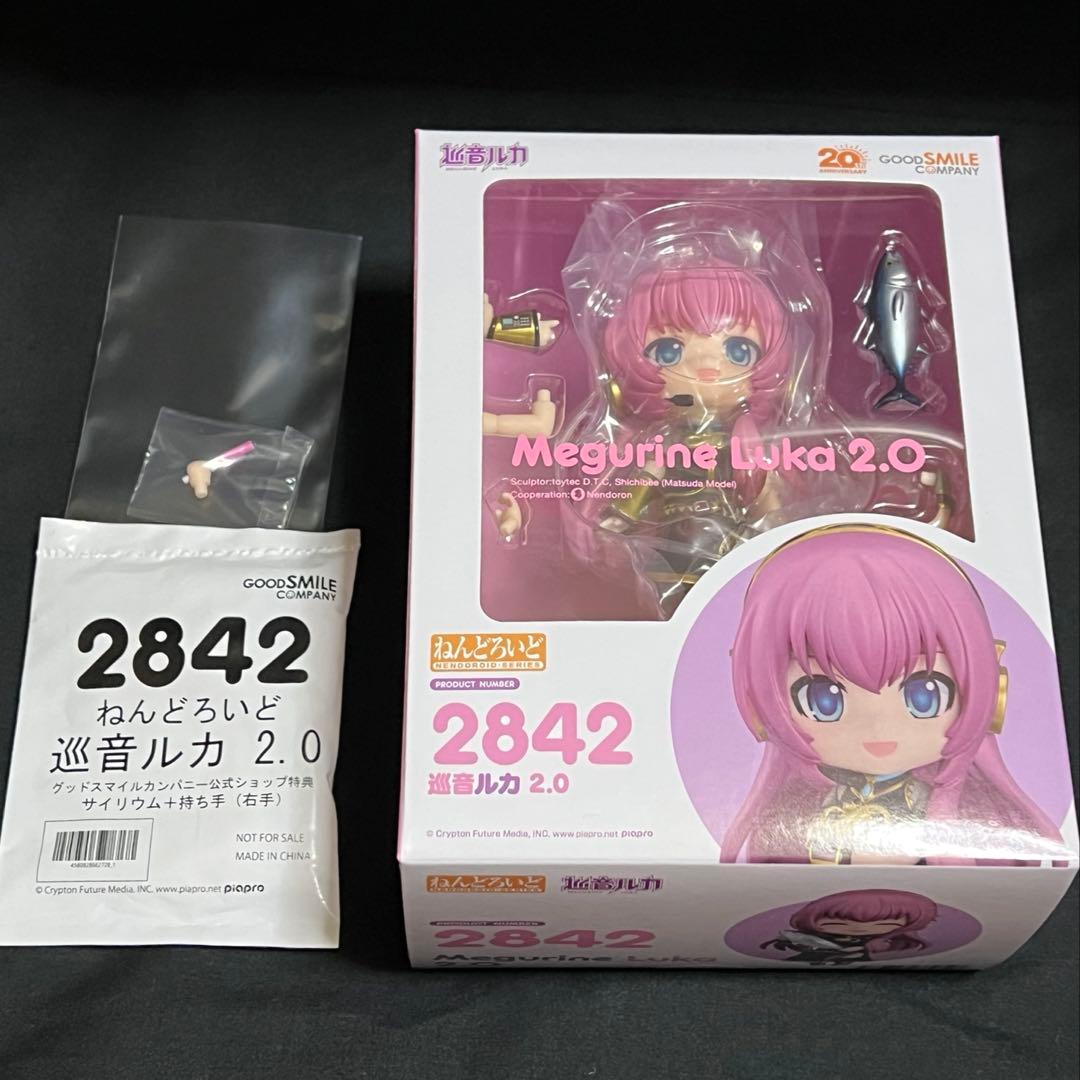 GOOD SMILE
COMPANY
2842
ねんどろいど
巡音ルカ 2.0
グッドスマイルカンパニー公式ショップ特典
サイリウム＋持ち手（右手）
NOT FOR SALE
MADE IN CHINA
© Crypton Future Media, INC. www.piapro.net piapro
巡音ルカ
20th
ANNIVERSARY
GOOD SMILE
COMPANY
Megurine Luka 2.0
Sculptor:toytec D.T.C, Shichibee (Matsuda Model)
Cooperation: Nendoron
ねんどろいど
NENDOROID·SERIES
PRODUCT NUMBER
2842
巡音ルカ 2.0
© Crypton Future Media, INC. www.piapro.net piapro
ねんどろいど
巡音ルカ
PRODUCT NUMBER
2842
Megurine Luka
2.0